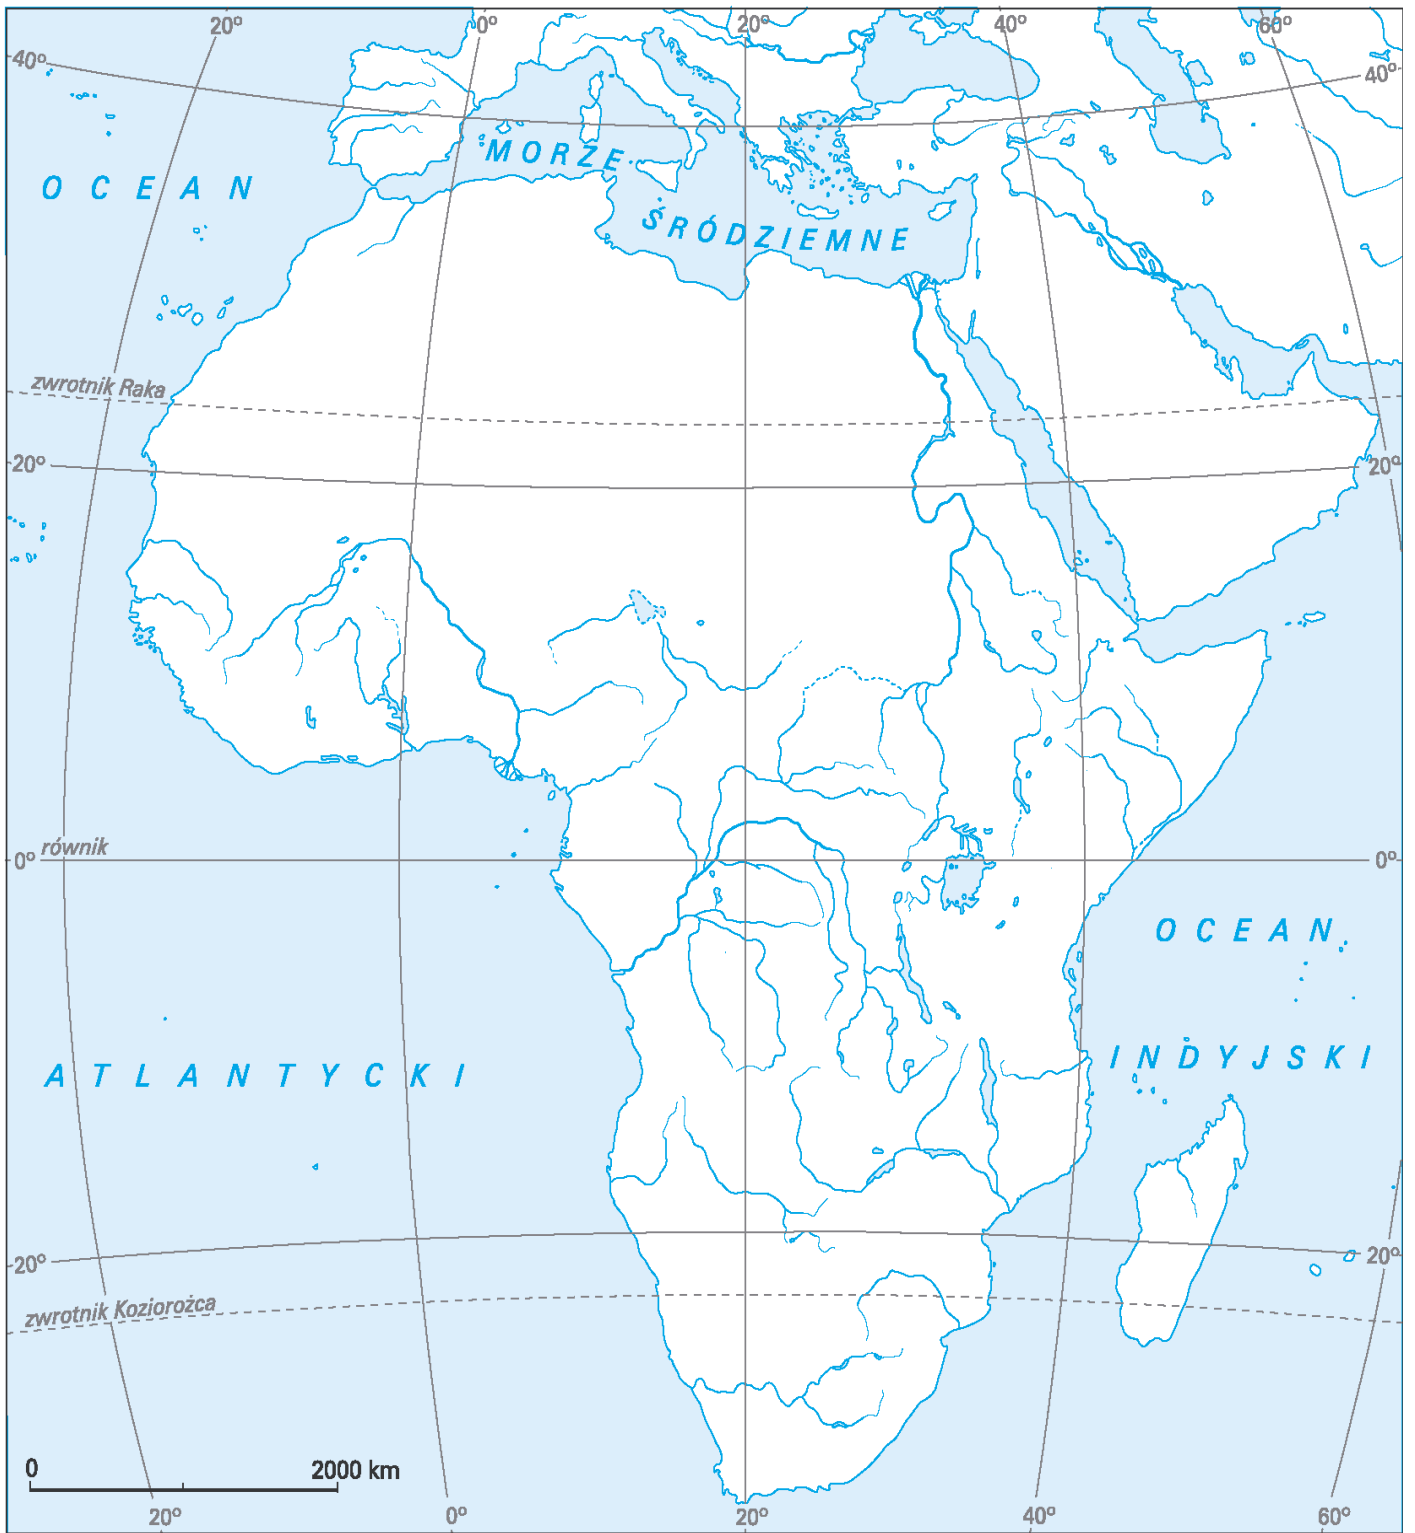 20° 0° 20° 40° 60°
40° 40°
MORZE
OCEAN
ŚRÓDZIEMNE
zwrotnik Raka
20° 20°
równik
0° 0°
OCEAN
INDYJSKI
ATLANTYCKI
20° 20°
zwrotnik Koziorożca
0 2000 km
20° 0° 20° 40° 60°